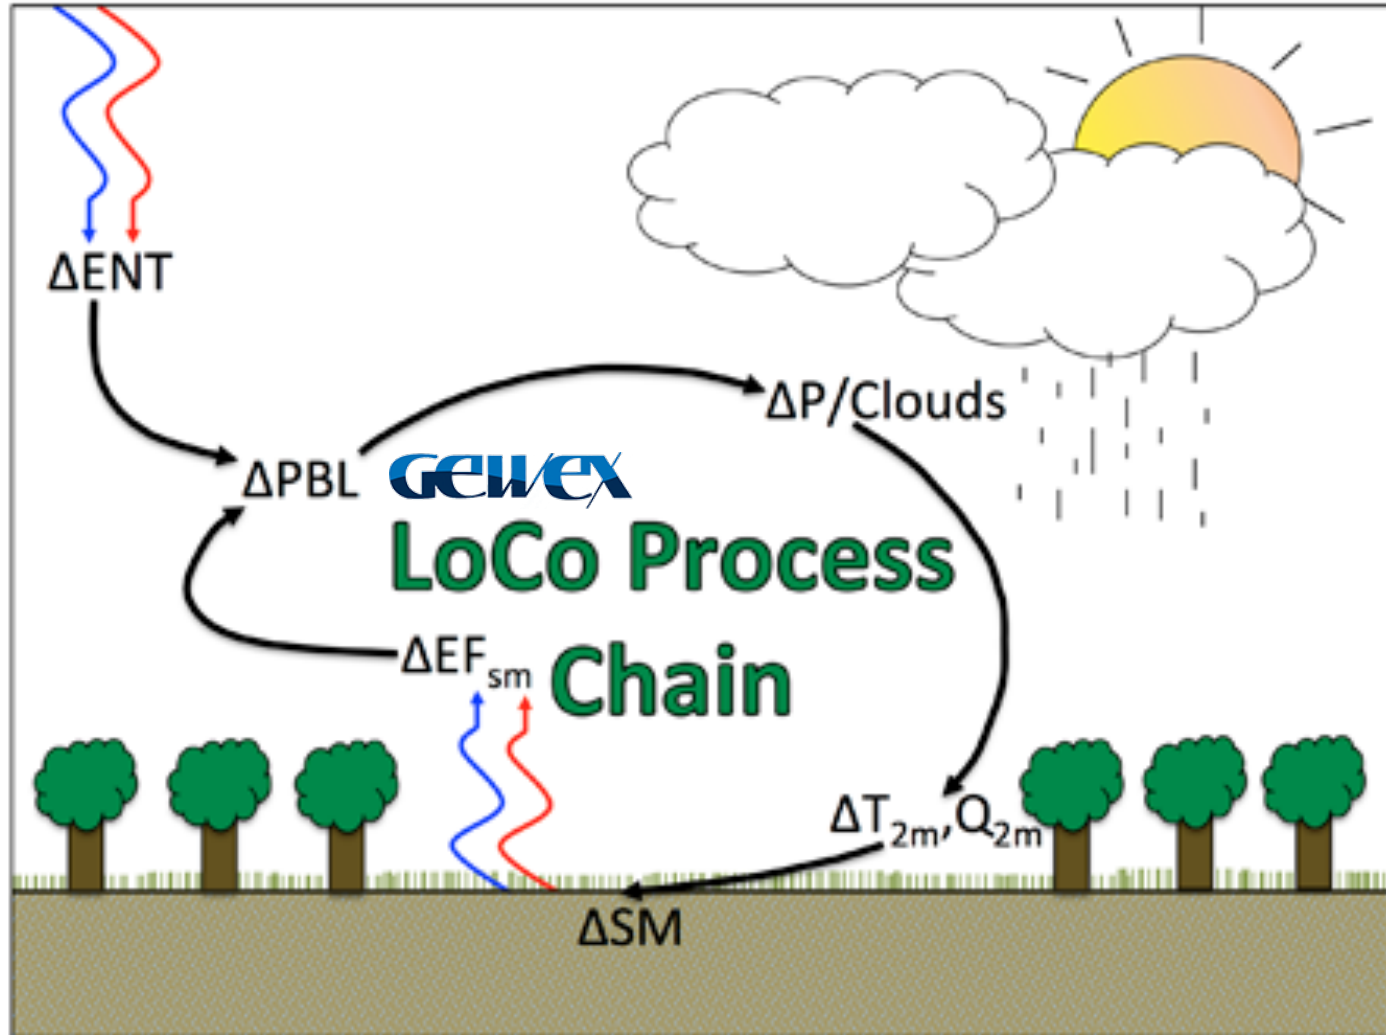 ΔENT
ΔP/Clouds
ΔPBL
GEWEX
LoCo Process
Chain
ΔEFsm
ΔT2m,Q2m
ΔSM